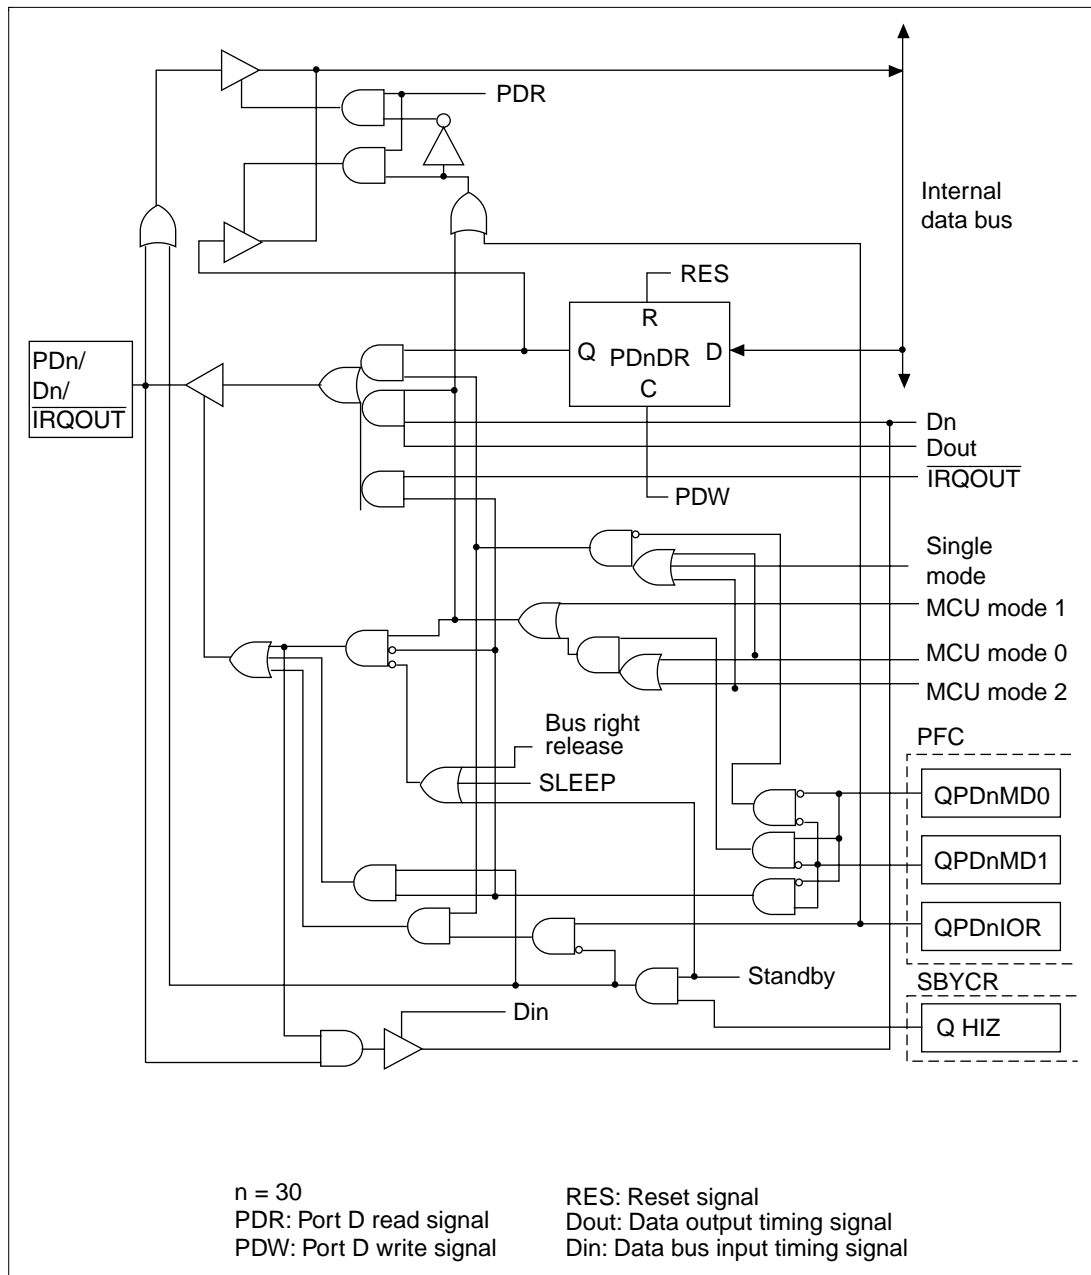 PDR
Internal
data bus
RES
R
Q
PDnDR
D
C
PDn/
Dn/
IRQOUT
Dn
Dout
IRQOUT
PDW
Single
mode
MCU mode 1
MCU mode 0
MCU mode 2
Bus right
release
SLEEP
PFC
QPDnMD0
QPDnMD1
QPDnIOR
Standby
SBYCR
Q HIZ
Din
n = 30
PDR: Port D read signal
PDW: Port D write signal
RES: Reset signal
Dout: Data output timing signal
Din: Data bus input timing signal